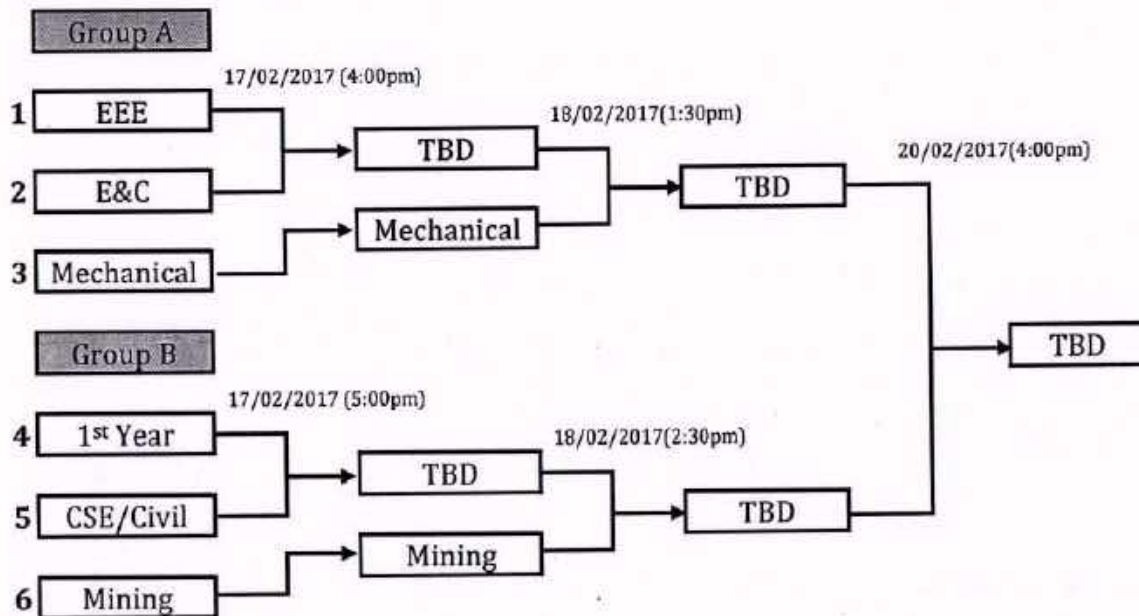 Group A
17/02/2017 (4:00pm)
1 EEE
18/02/2017(1:30pm)
TBD
20/02/2017(4:00pm)
2 E&C
TBD
Mechanical
3 Mechanical
Group B
TBD
17/02/2017 (5:00pm)
4 1st Year
18/02/2017(2:30pm)
TBD
5 CSE/Civil
TBD
Mining
6 Mining